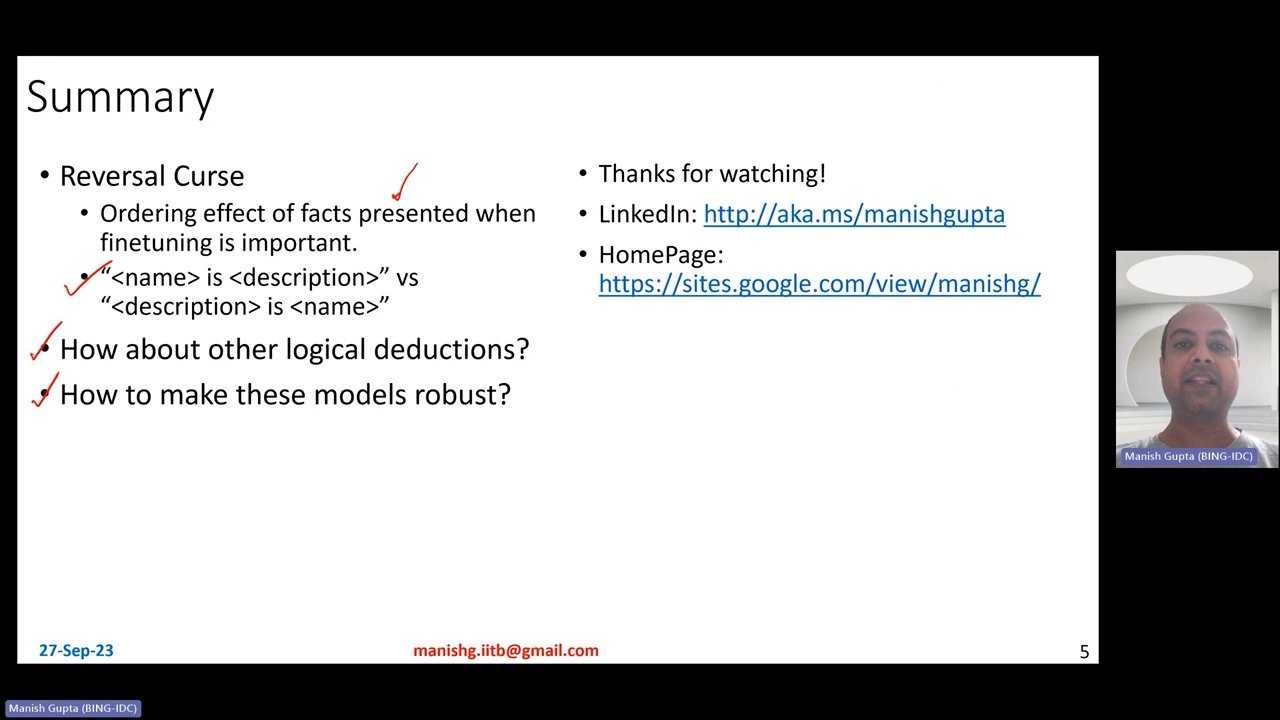 Summary
• Reversal Curse
• Ordering effect of facts presented when
finetuning is important.
• “<name> is <description>” vs
“<description> is <name>”
• How about other logical deductions?
• How to make these models robust?
• Thanks for watching!
• LinkedIn: http://aka.ms/manishgupta
• HomePage:
https://sites.google.com/view/manishg/
27-Sep-23
manishg.iitb@gmail.com
5
Manish Gupta (BING-IDC)
Manish Gupta (BING-IDC)